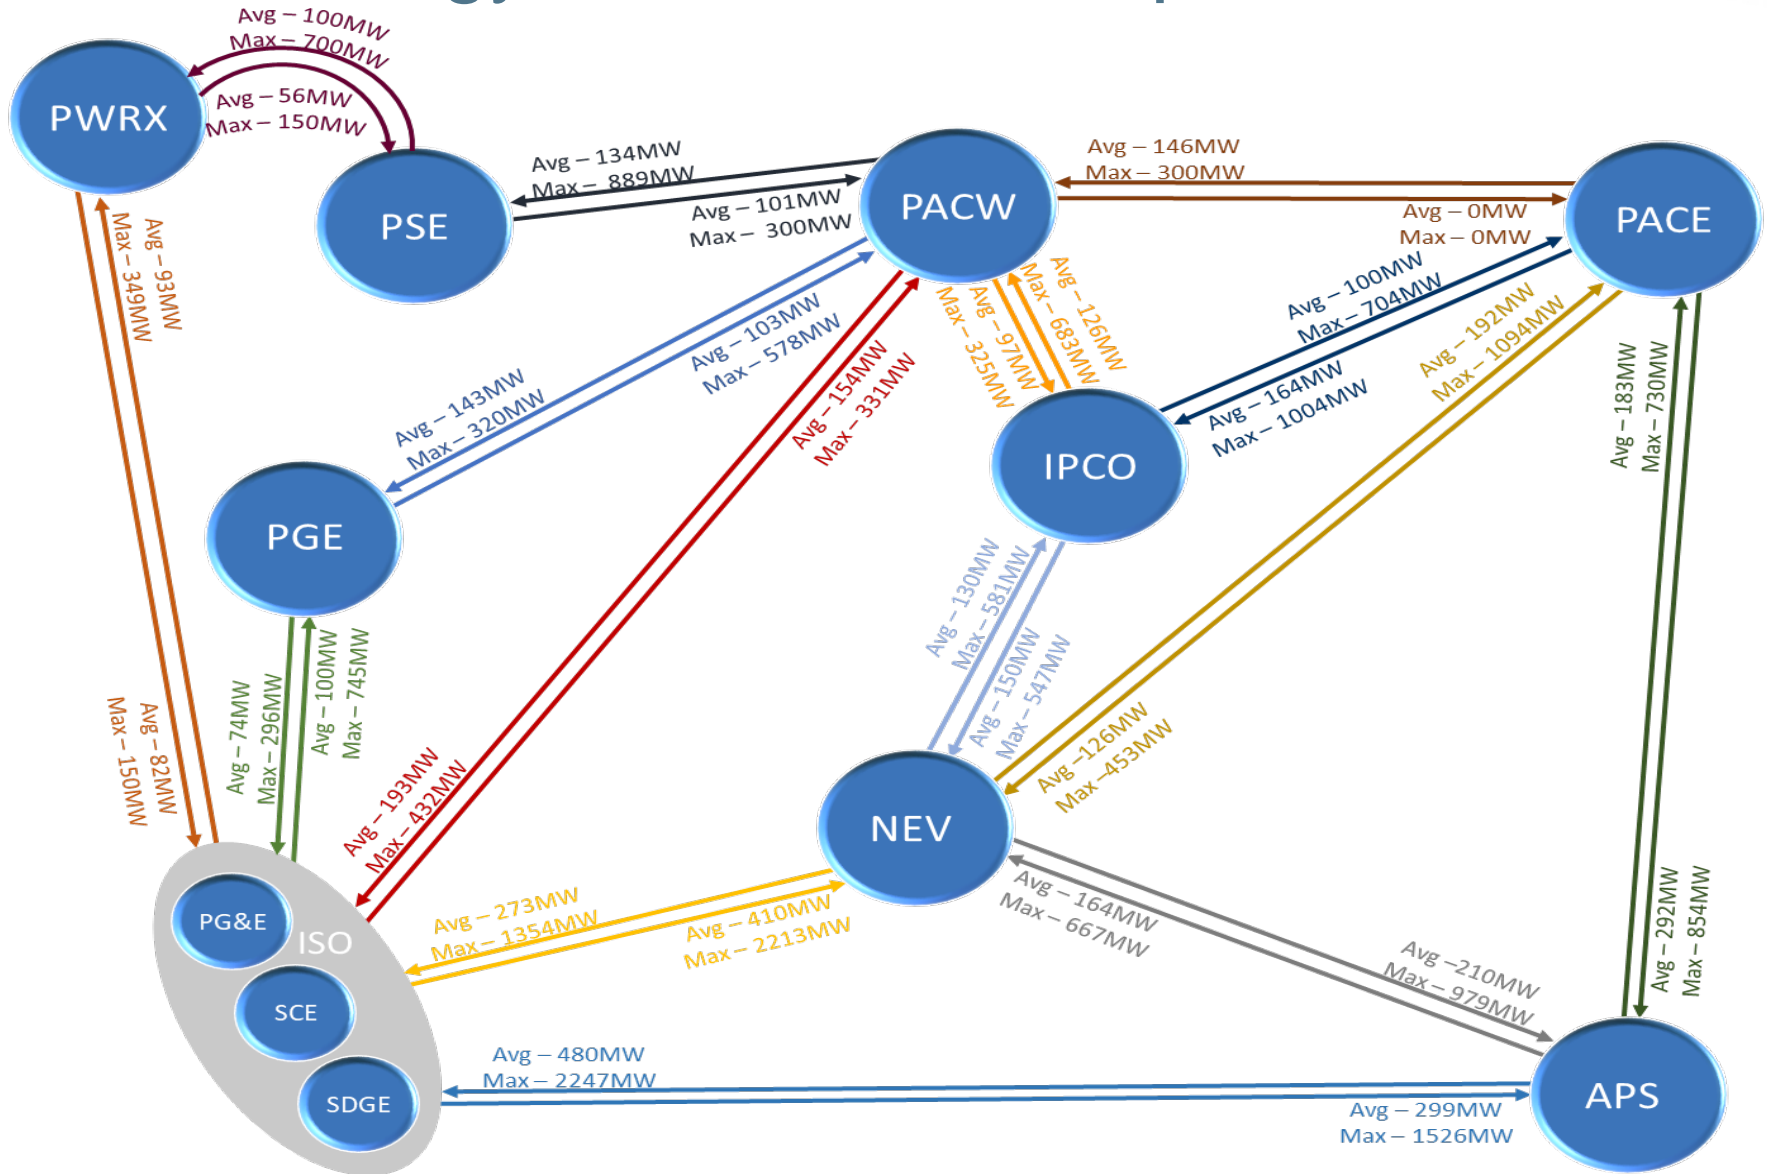 Avg – 100MW
Max – 700MW
PWRX
Avg – 56MW
Max – 150MW
PSE
Avg – 134MW
Max – 889MW
Avg – 101MW
Max – 300MW
PACW
Avg – 146MW
Max – 300MW
Avg – 0MW
Max – 0MW
PACE
Avg – 93MW
Max – 349MW
Avg – 103MW
Max – 578MW
Avg – 143MW
Max – 320MW
Avg – 154MW
Max – 331MW
Avg – 126MW
Max – 683MW
Avg – 97MW
Max – 325MW
Avg – 100MW
Max – 704MW
Avg – 164MW
Max – 1004MW
Avg – 192MW
Max – 1094MW
Avg – 183MW
Max – 730MW
IPCO
PGE
Avg – 130MW
Max – 581MW
Avg – 150MW
Max – 547MW
Avg – 74MW
Max – 296MW
Avg – 100MW
Max – 745MW
Avg – 82MW
Max – 150MW
Avg – 193MW
Max – 432MW
Avg –126MW
Max –453MW
NEV
Avg – 273MW
Max – 1354MW
Avg – 410MW
Max – 2213MW
Avg – 164MW
Max – 667MW
Avg –210MW
Max – 979MW
Avg – 292MW
Max – 854MW
PG&E
ISO
SCE
SDGE
Avg – 480MW
Max – 2247MW
Avg – 299MW
Max – 1526MW
APS